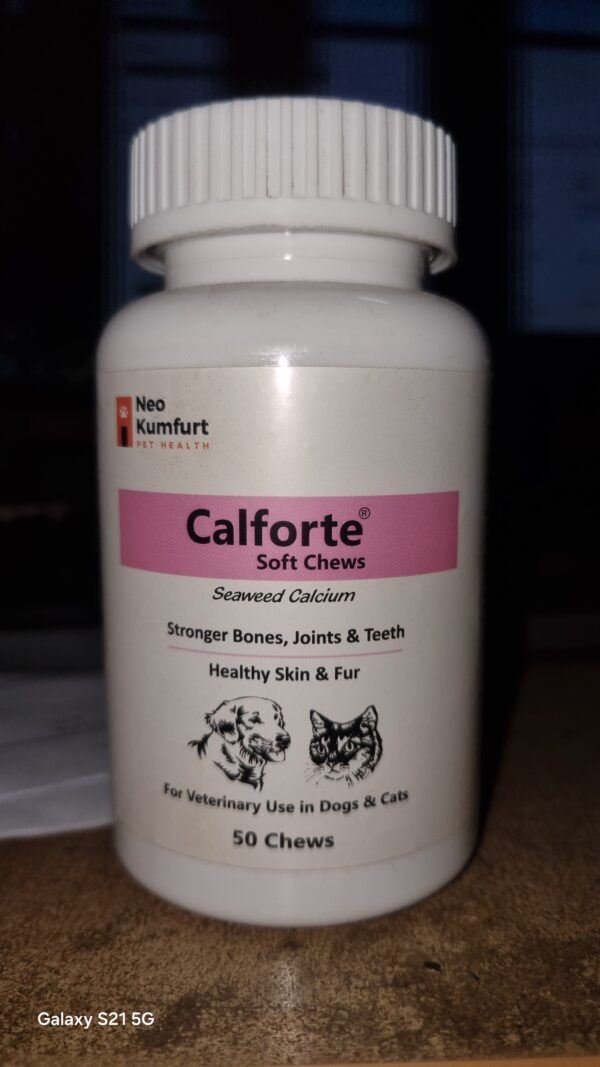 Neo
Kumfurt
PET HEALTH
Calforte®
Soft Chews
Seaweed Calcium
Stronger Bones, Joints & Teeth
Healthy Skin & Fur
For Veterinary Use in Dogs & Cats
50 Chews
Galaxy S21 5G